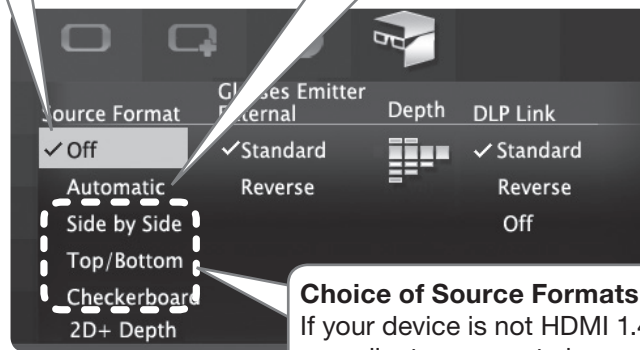 Glasses Emitter
Source Format External Depth DLP Link
✓ Off ✓ Standard ✓ Standard
Automatic Reverse Reverse
Side by Side Off
Top/Bottom
Checkerboard
2D+ Depth
Choice of Source Formats
If your device is not HDMI 1.4